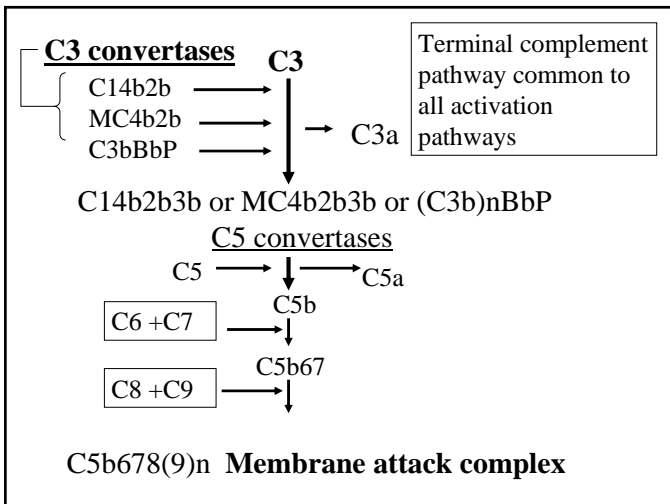 C3 convertases
C3
Terminal complement
pathway common to
all activation
pathways
C14b2b
MC4b2b
C3bBbP
C3a
C14b2b3b or MC4b2b3b or (C3b)nBbP
C5 convertases
C5
C5a
C5b
C6 +C7
C5b67
C8 +C9
C5b678(9)n Membrane attack complex